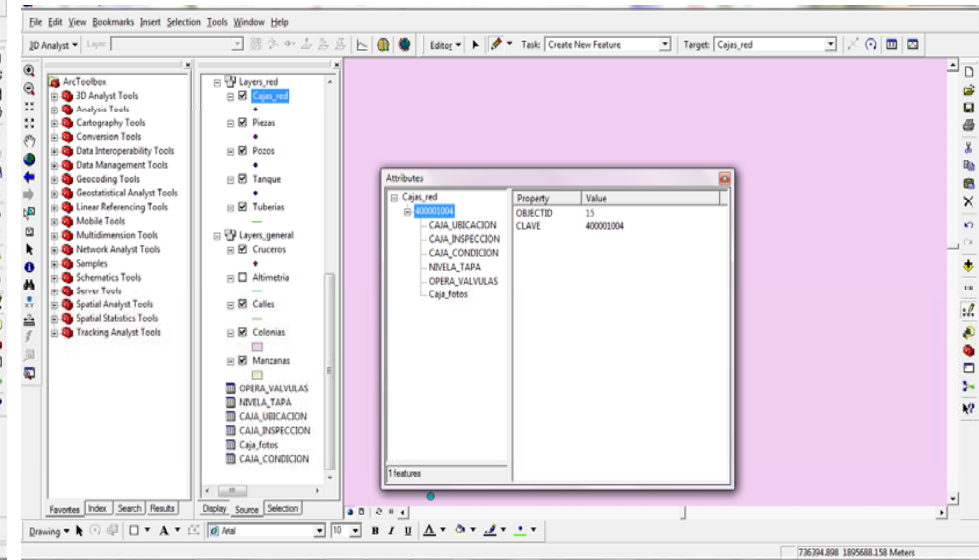 File Edit View Bookmarks Insert Selection Tools Window Help
3D Analyst Layer:
Editor Task: Create New Feature Target: Cajas_red
ArcToolbox
3D Analyst Tools
Analysis Tools
Cartography Tools
Conversion Tools
Data Interoperability Tools
Data Management Tools
Geocoding Tools
Geostatistical Analyst Tools
Linear Referencing Tools
Mobile Tools
Multidimension Tools
Network Analyst Tools
Samples
Schematics Tools
Server Tools
Spatial Analyst Tools
Spatial Statistics Tools
Tracking Analyst Tools
Favorites Index Search Results
Layers_red
Cajas_red
Piezas
Pozos
Tanque
Tuberias
Layers_general
Cruceros
Altimetria
Calles
Colonias
Manzanas
OPERA_VALVULAS
NIVELA_TAPA
CAJA_UBICACION
CAJA_INSPECCION
Caja_fotos
CAJA_CONDICION
Display Source Selection
Attributes
Cajas_red
400001004
CAJA_UBICACION
CAJA_INSPECCION
CAJA_CONDICION
NIVELA_TAPA
OPERA_VALVULAS
Caja_fotos
Property Value
OBJECTID 15
CLAVE 400001004
1 features
Drawing A Arial 10 B I U A
736394.898 1895688.158 Meters